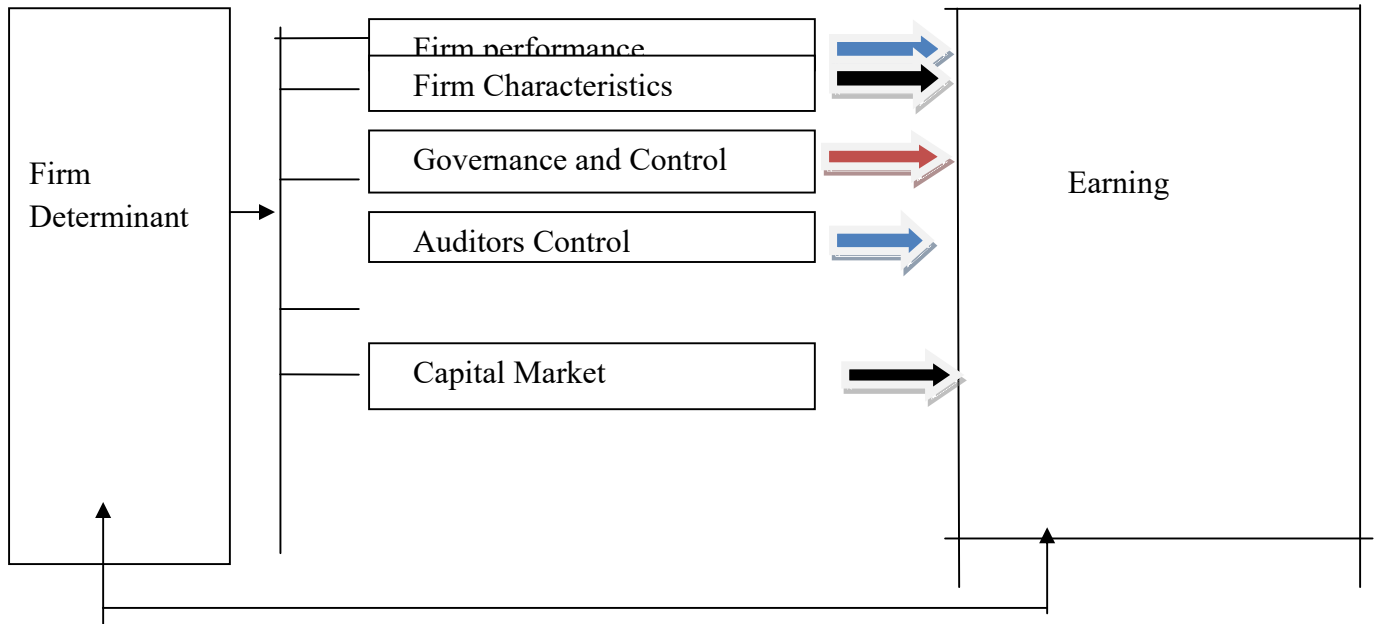 Firm performance
Firm Characteristics
Governance and Control
Firm
Determinant
Earning
Auditors Control
Capital Market